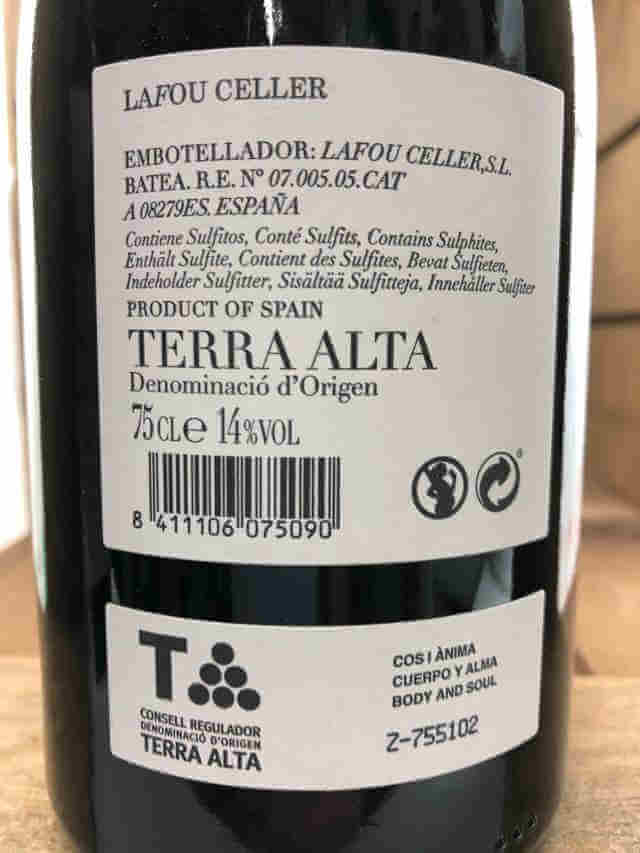 LAFOU CELLER
EMBOTELLADOR: LAFOU CELLER,S.L.
BATEA. R.E. Nº 07.005.05.CAT
A 08279ES. ESPAÑA
Contiene Sulfitos, Conté Sulfits, Contains Sulphites,
Enthält Sulfite, Contient des Sulfites, Bevat Sulfieten,
Indeholder Sulfitter, Sisältää Sulfitteja, Innehåller Sulfiter
PRODUCT OF SPAIN
TERRA ALTA
Denominació d'Origen
75CLe 14%VOL
8 411106 075090
T
CONSELL REGULADOR
DENOMINACIÓ D'ORIGEN
TERRA ALTA
COS I ÀNIMA
CUERPO Y ALMA
BODY AND SOUL
Z-755102